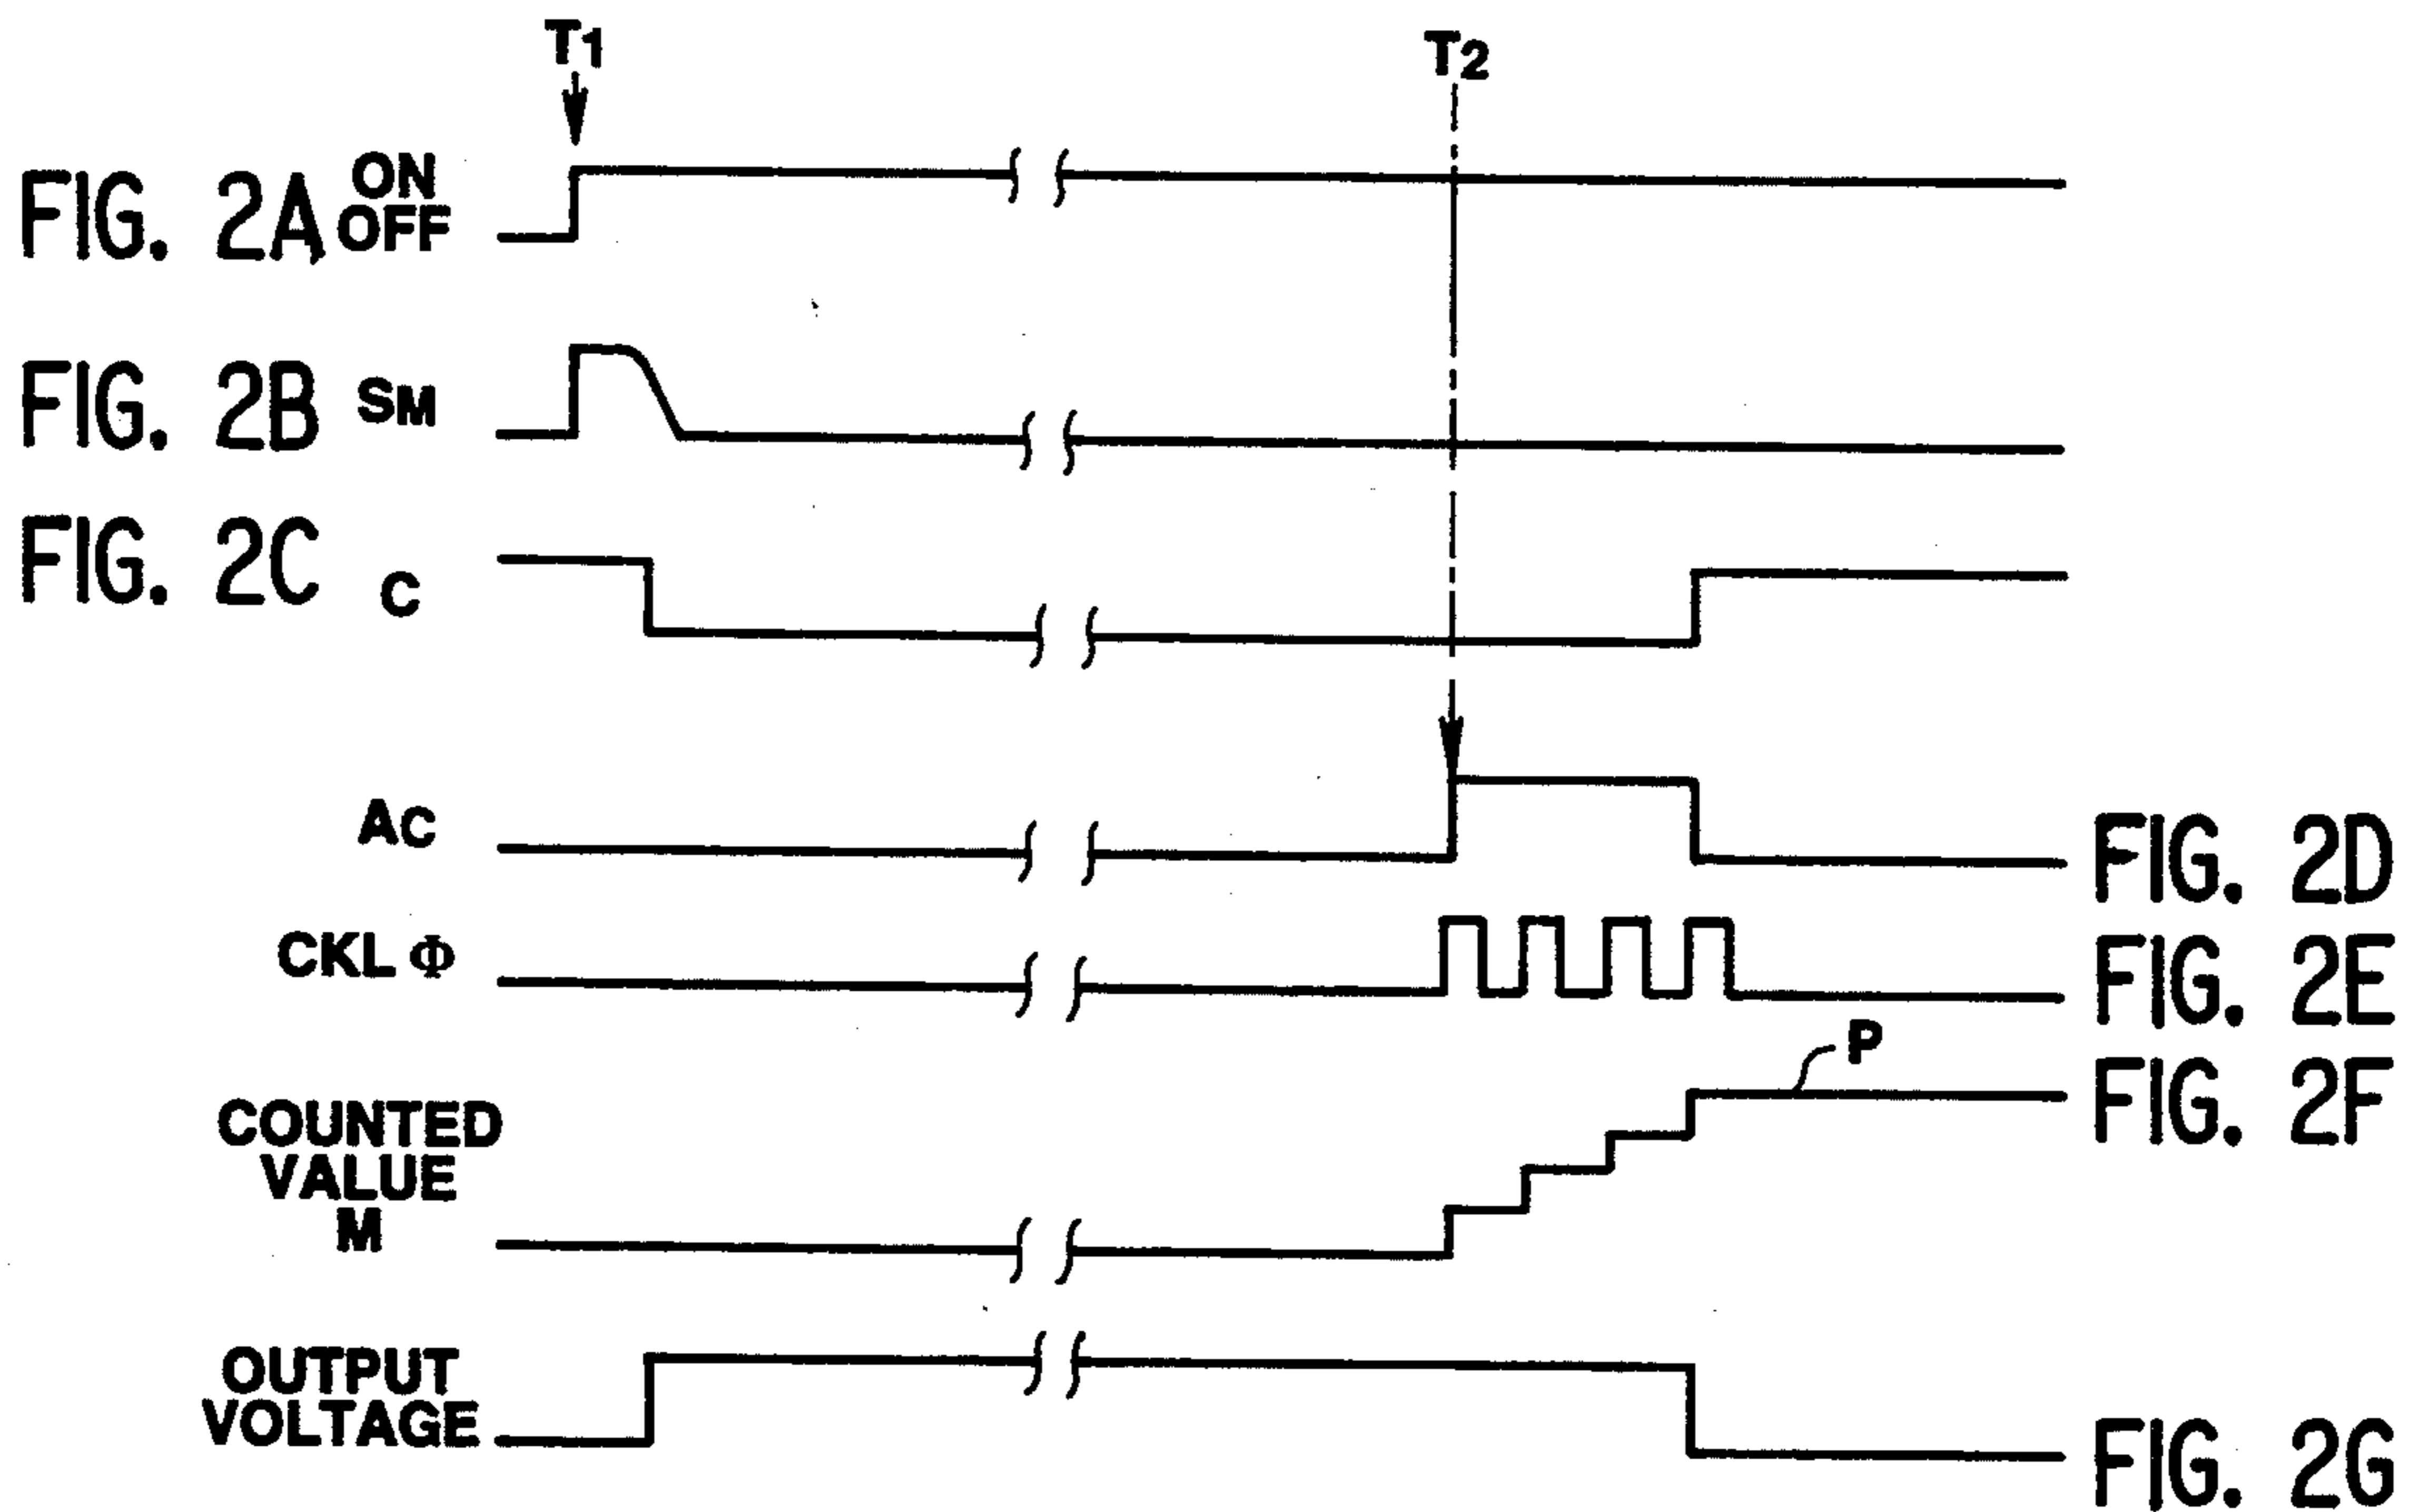 T1
T2
FIG. 2A ON
OFF
FIG. 2B SM
FIG. 2C C
AC FIG. 2D
CKL Φ FIG. 2E
P
FIG. 2F
COUNTED
VALUE
M
OUTPUT
VOLTAGE
FIG. 2G